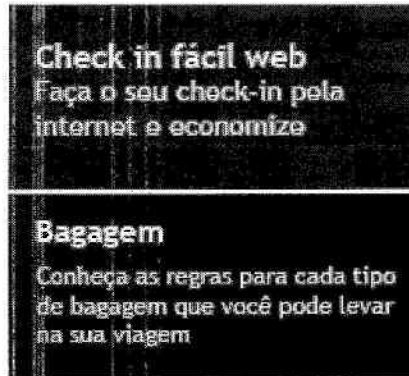 Check in fácil web
Faça o seu check-in pela
internet e economize
Bagagem
Conheça as regras para cada tipo
de bagagem que você pode levar
na sua viagem